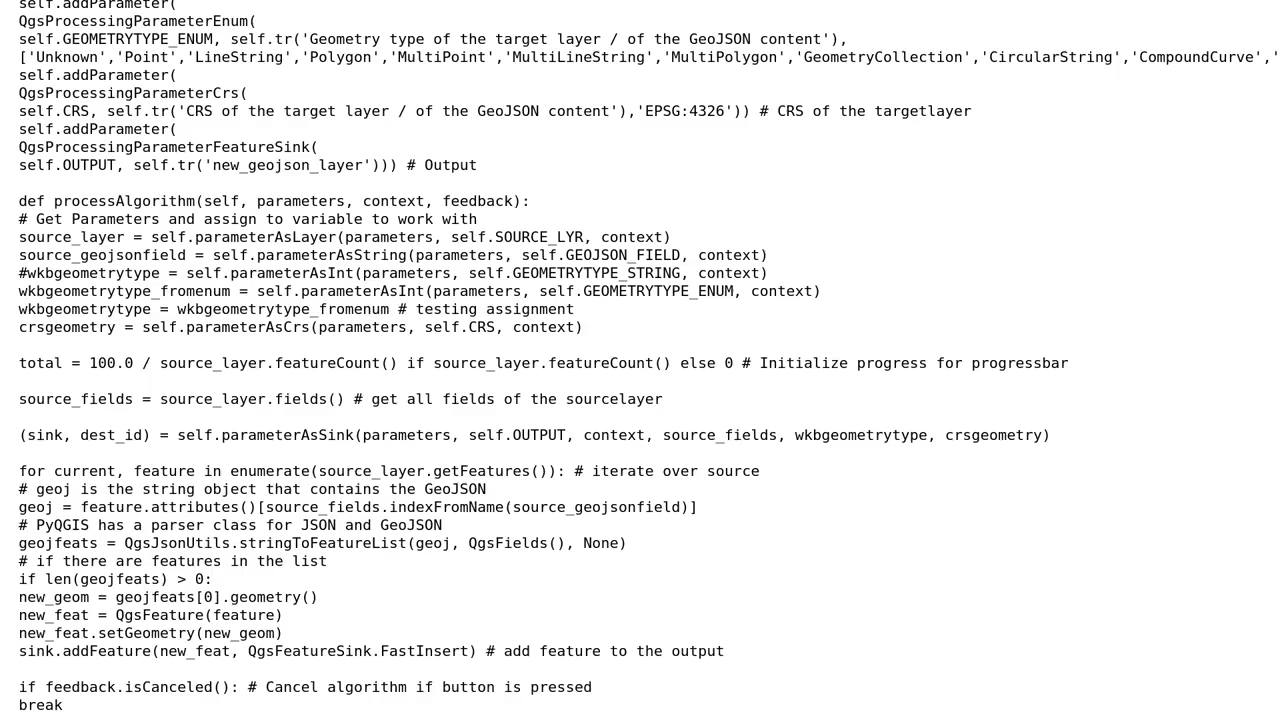 self.addParameter(
QgsProcessingParameterEnum(
self.GEOMETRYTYPE_ENUM, self.tr('Geometry type of the target layer / of the GeoJSON content'),
['Unknown','Point','LineString','Polygon','MultiPoint','MultiLineString','MultiPolygon','GeometryCollection','CircularString','CompoundCurve','
self.addParameter(
QgsProcessingParameterCrs(
self.CRS, self.tr('CRS of the target layer / of the GeoJSON content'),'EPSG:4326')) # CRS of the targetlayer
self.addParameter(
QgsProcessingParameterFeatureSink(
self.OUTPUT, self.tr('new_geojson_layer'))) # Output

def processAlgorithm(self, parameters, context, feedback):
# Get Parameters and assign to variable to work with
source_layer = self.parameterAsLayer(parameters, self.SOURCE_LYR, context)
source_geojsonfield = self.parameterAsString(parameters, self.GEOJSON_FIELD, context)
#wkbgeometrytype = self.parameterAsInt(parameters, self.GEOMETRYTYPE_STRING, context)
wkbgeometrytype_fromenum = self.parameterAsInt(parameters, self.GEOMETRYTYPE_ENUM, context)
wkbgeometrytype = wkbgeometrytype_fromenum # testing assignment
crsgeometry = self.parameterAsCrs(parameters, self.CRS, context)

total = 100.0 / source_layer.featureCount() if source_layer.featureCount() else 0 # Initialize progress for progressbar

source_fields = source_layer.fields() # get all fields of the sourcelayer

(sink, dest_id) = self.parameterAsSink(parameters, self.OUTPUT, context, source_fields, wkbgeometrytype, crsgeometry)

for current, feature in enumerate(source_layer.getFeatures()): # iterate over source
# geoj is the string object that contains the GeoJSON
geoj = feature.attributes()[source_fields.indexFromName(source_geojsonfield)]
# PyQGIS has a parser class for JSON and GeoJSON
geojfeats = QgsJsonUtils.stringToFeatureList(geoj, QgsFields(), None)
# if there are features in the list
if len(geojfeats) > 0:
new_geom = geojfeats[0].geometry()
new_feat = QgsFeature(feature)
new_feat.setGeometry(new_geom)
sink.addFeature(new_feat, QgsFeatureSink.FastInsert) # add feature to the output

if feedback.isCanceled(): # Cancel algorithm if button is pressed
break